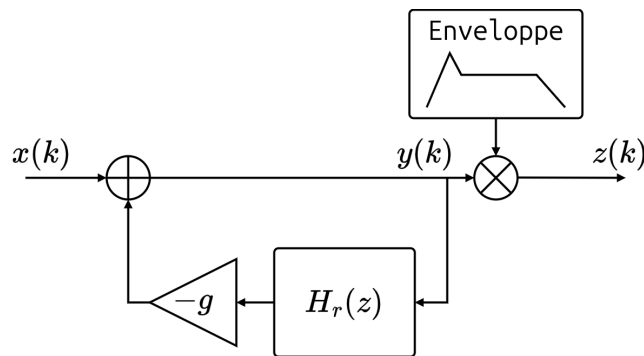 Enveloppe
x(k)
y(k)
z(k)
−g
H_r(z)